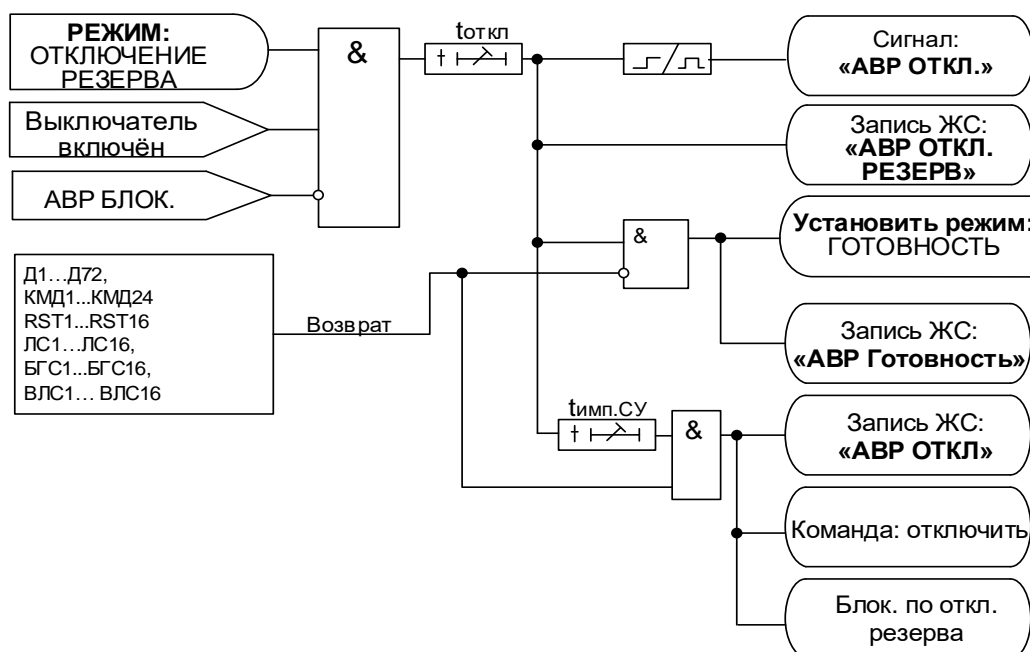 РЕЖИМ:
ОТКЛЮЧЕНИЕ
РЕЗЕРВА
Выключатель
включён
АВР БЛОК.
&
tоткл
Сигнал:
«АВР ОТКЛ.»
Запись ЖС:
«АВР ОТКЛ.
РЕЗЕРВ»
&
Установить режим:
ГОТОВНОСТЬ
Д1...Д72,
КМД1...КМД24
RST1...RST16
ЛС1...ЛС16,
БГС1...БГС16,
ВЛС1... ВЛС16
Возврат
Запись ЖС:
«АВР Готовность»
tимп.СУ
&
Запись ЖС:
«АВР ОТКЛ»
Команда: отключить
Блок. по откл.
резерва